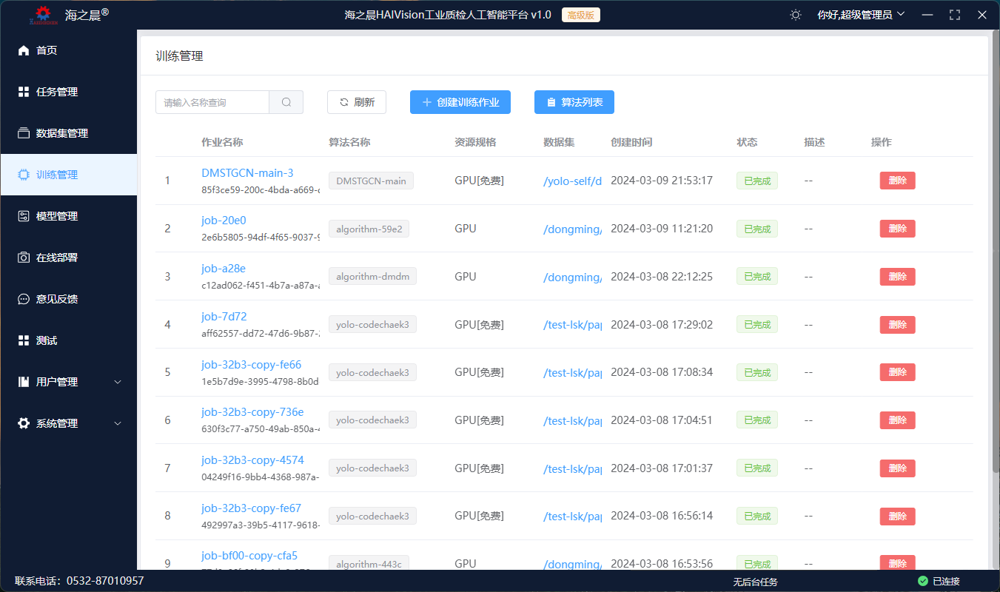 海之晨®
海之晨HAIVision工业质检人工智能平台 v1.0 高级版
你好,超级管理员
首页
任务管理
数据集管理
训练管理
模型管理
在线部署
意见反馈
测试
用户管理
系统管理
训练管理
请输入名称查询 刷新 创建训练作业 算法列表
作业名称 算法名称 资源规格 数据集 创建时间 状态 描述 操作
1 DMSTGCN-main-3 DMSTGCN-main GPU[免费] /yolo-self/d 2024-03-09 21:53:17 已完成 -- 删除
85f3ce59-200c-4bda-a669-
2 job-20e0 algorithm-59e2 GPU /dongming/ 2024-03-09 11:21:20 已完成 -- 删除
2e6b5805-94df-4f65-9037-9
3 job-a28e algorithm-dmdm GPU /dongming/ 2024-03-08 22:12:25 已完成 -- 删除
c12ad062-f451-4b7a-a87a-
4 job-7d72 yolo-codechaek3 GPU[免费] /test-lsk/pap 2024-03-08 17:29:02 已完成 -- 删除
aff62557-dd72-47d6-9b87-
5 job-32b3-copy-fe66 yolo-codechaek3 GPU[免费] /test-lsk/pap 2024-03-08 17:08:34 已完成 -- 删除
1e5b7d9e-3995-4798-8b0d-
6 job-32b3-copy-736e yolo-codechaek3 GPU[免费] /test-lsk/pap 2024-03-08 17:04:51 已完成 -- 删除
630f3c77-a750-49ab-850a-
7 job-32b3-copy-4574 yolo-codechaek3 GPU[免费] /test-lsk/pap 2024-03-08 17:01:37 已完成 -- 删除
04249f16-9bb4-4368-987a-
8 job-32b3-copy-fe67 yolo-codechaek3 GPU[免费] /test-lsk/pap 2024-03-08 16:56:14 已完成 -- 删除
492997a3-39b5-4117-9618-
9 job-bf00-copy-cfa5 algorithm-443c GPU /dongming/ 2024-03-08 16:53:56 已完成 -- 删除
联系电话：0532-87010957 无后台任务 已连接